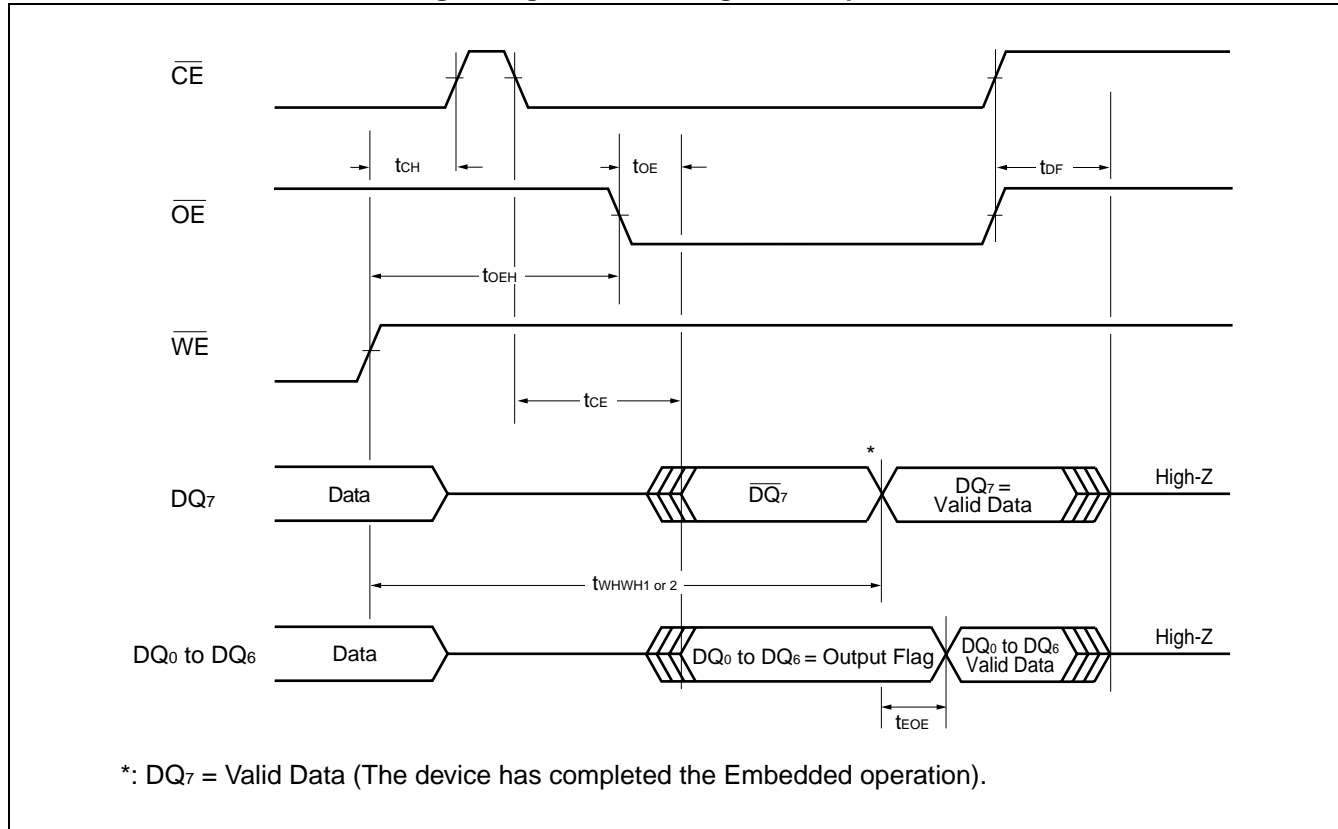 CE
tCH
tOE
tDF
OE
tOEH
WE
tCE
*
DQ7
Data
DQ7
DQ7 =
Valid Data
High-Z
tWHWH1 or 2
DQ0 to DQ6
Data
DQ0 to DQ6 = Output Flag
DQ0 to DQ6
Valid Data
High-Z
tEOE
*: DQ7 = Valid Data (The device has completed the Embedded operation).